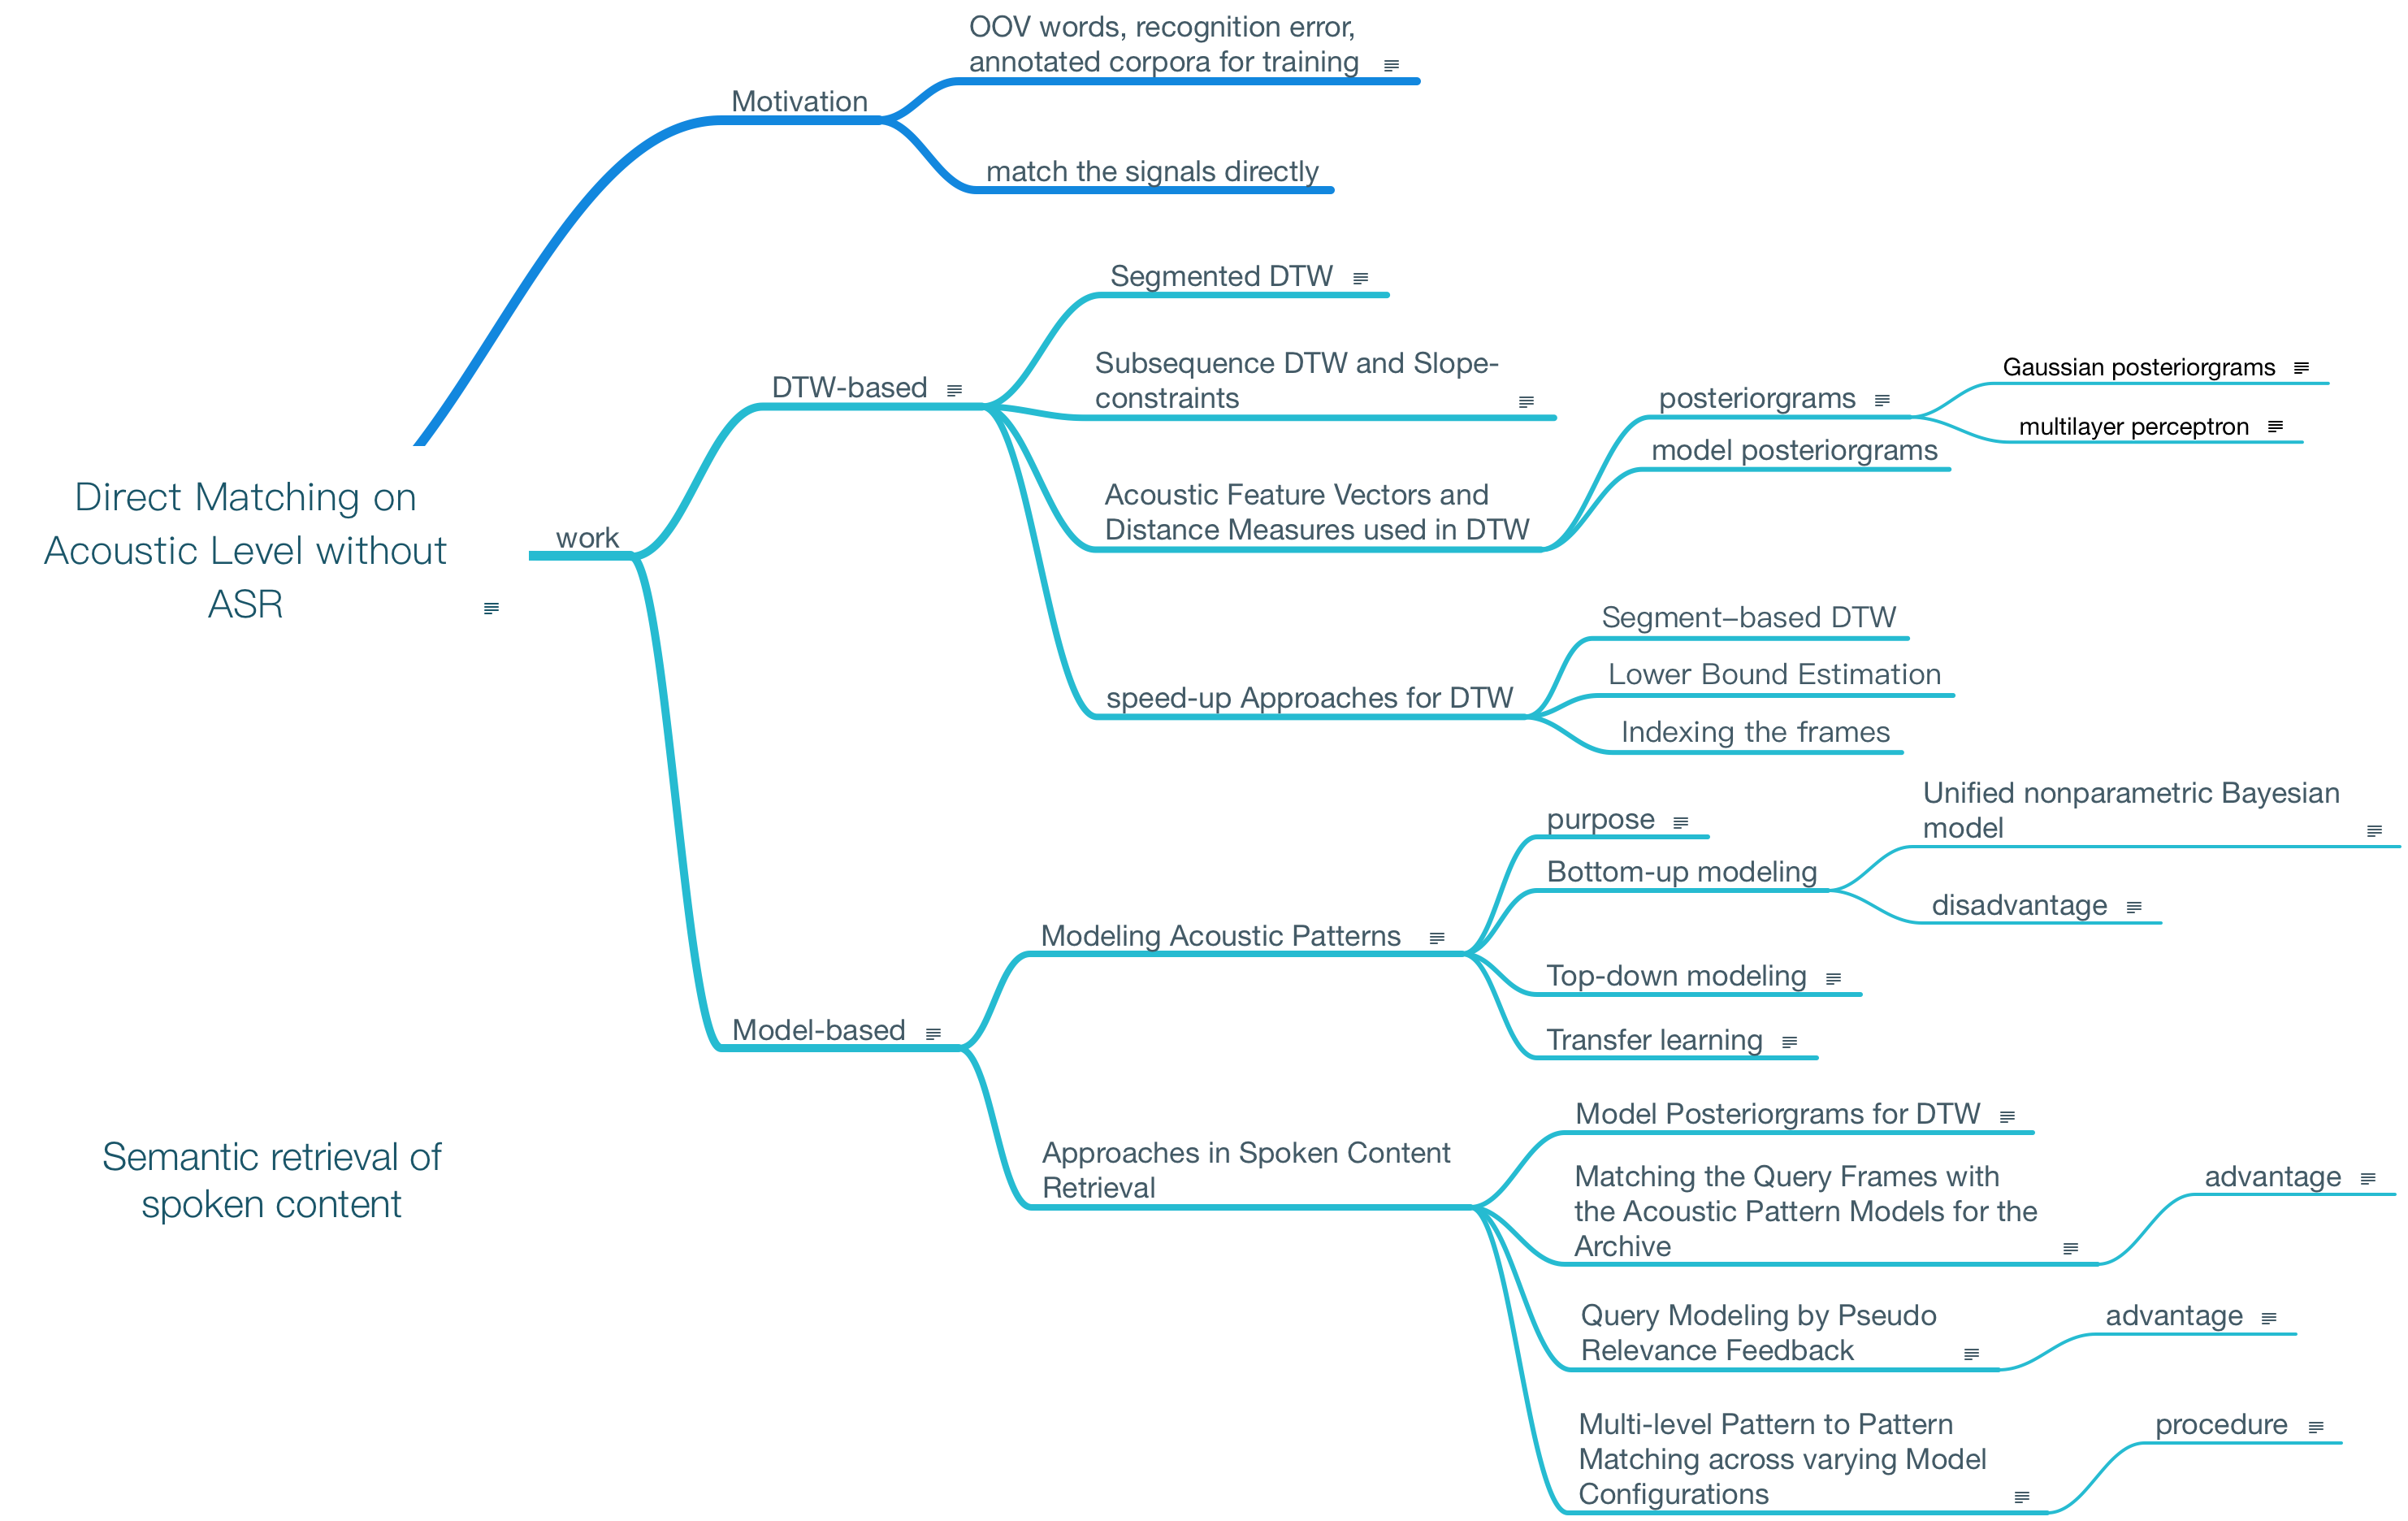 OOV words, recognition error,
annotated corpora for training
Motivation
match the signals directly
Segmented DTW
Subsequence DTW and Slope-
constraints
DTW-based
posteriorgrams
Gaussian posteriorgrams
multilayer perceptron
model posteriorgrams
Acoustic Feature Vectors and
Distance Measures used in DTW
Direct Matching on
Acoustic Level without
ASR
work
Segment–based DTW
Lower Bound Estimation
speed-up Approaches for DTW
Indexing the frames
purpose
Unified nonparametric Bayesian
model
Bottom-up modeling
disadvantage
Modeling Acoustic Patterns
Top-down modeling
Model-based
Transfer learning
Model Posteriorgrams for DTW
Approaches in Spoken Content
Retrieval
Matching the Query Frames with
the Acoustic Pattern Models for the
Archive
advantage
Semantic retrieval of
spoken content
Query Modeling by Pseudo
Relevance Feedback
advantage
Multi-level Pattern to Pattern
Matching across varying Model
Configurations
procedure